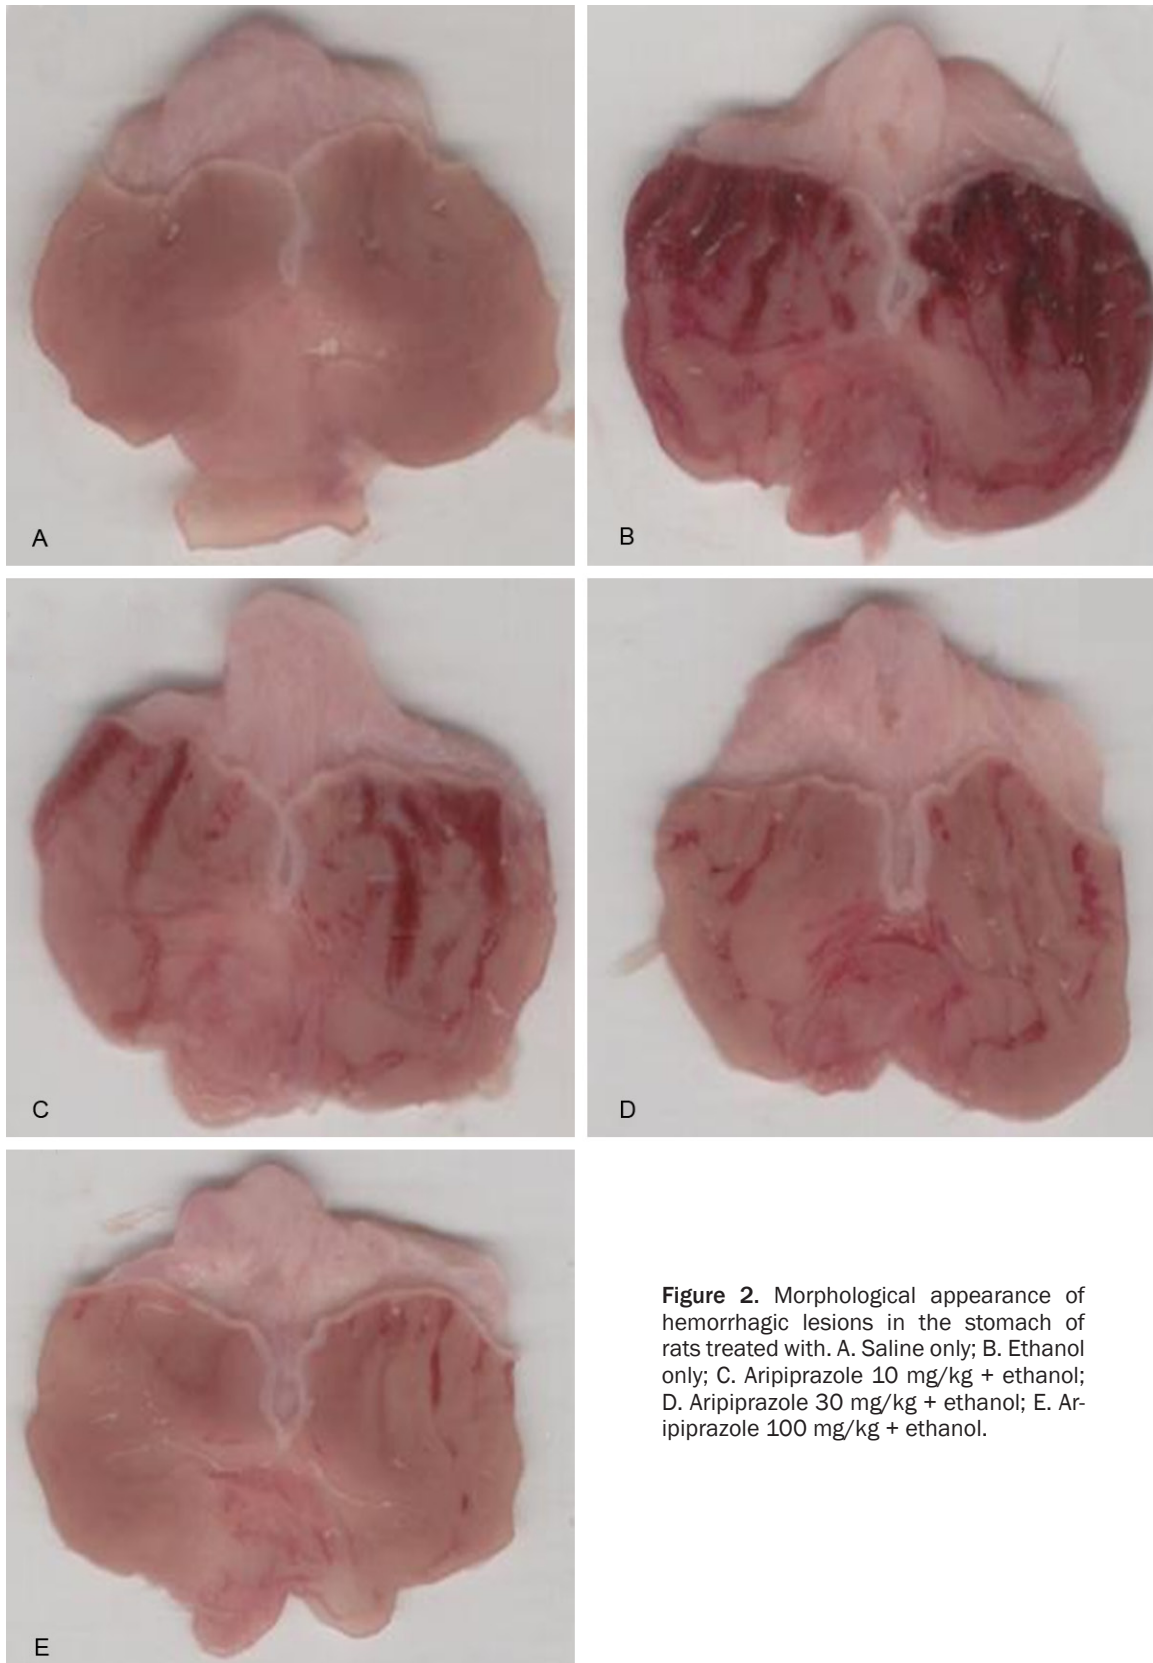 A
B
C
D
E
Figure 2. Morphological appearance of
hemorrhagic lesions in the stomach of
rats treated with. A. Saline only; B. Ethanol
only; C. Aripiprazole 10 mg/kg + ethanol;
D. Aripiprazole 30 mg/kg + ethanol; E. Ar-
ipiprazole 100 mg/kg + ethanol.